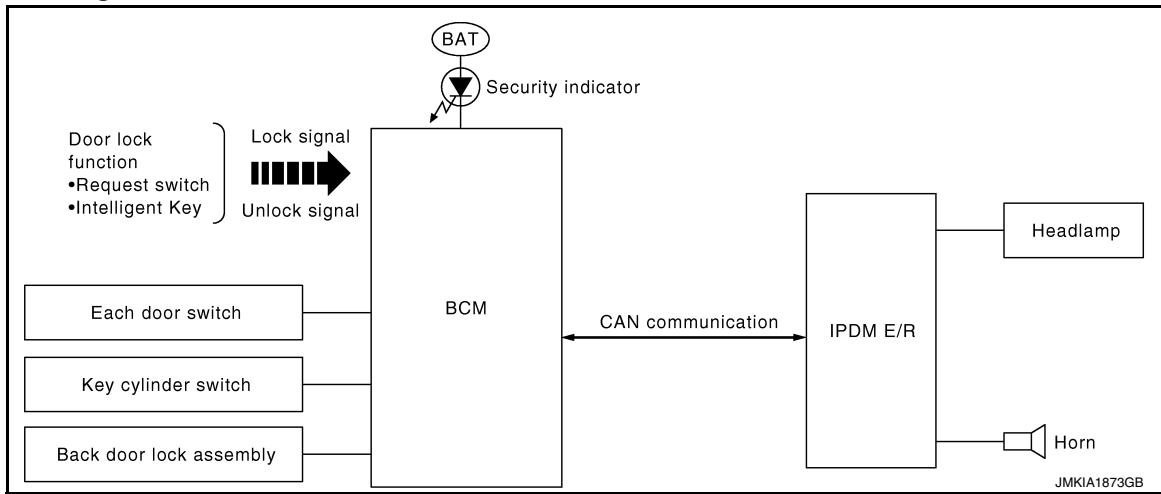 BAT
Security indicator
Door lock
function
•Request switch
•Intelligent Key
Lock signal
Unlock signal
Each door switch
Key cylinder switch
Back door lock assembly
BCM
CAN communication
IPDM E/R
Headlamp
Horn
JMKIA1873GB